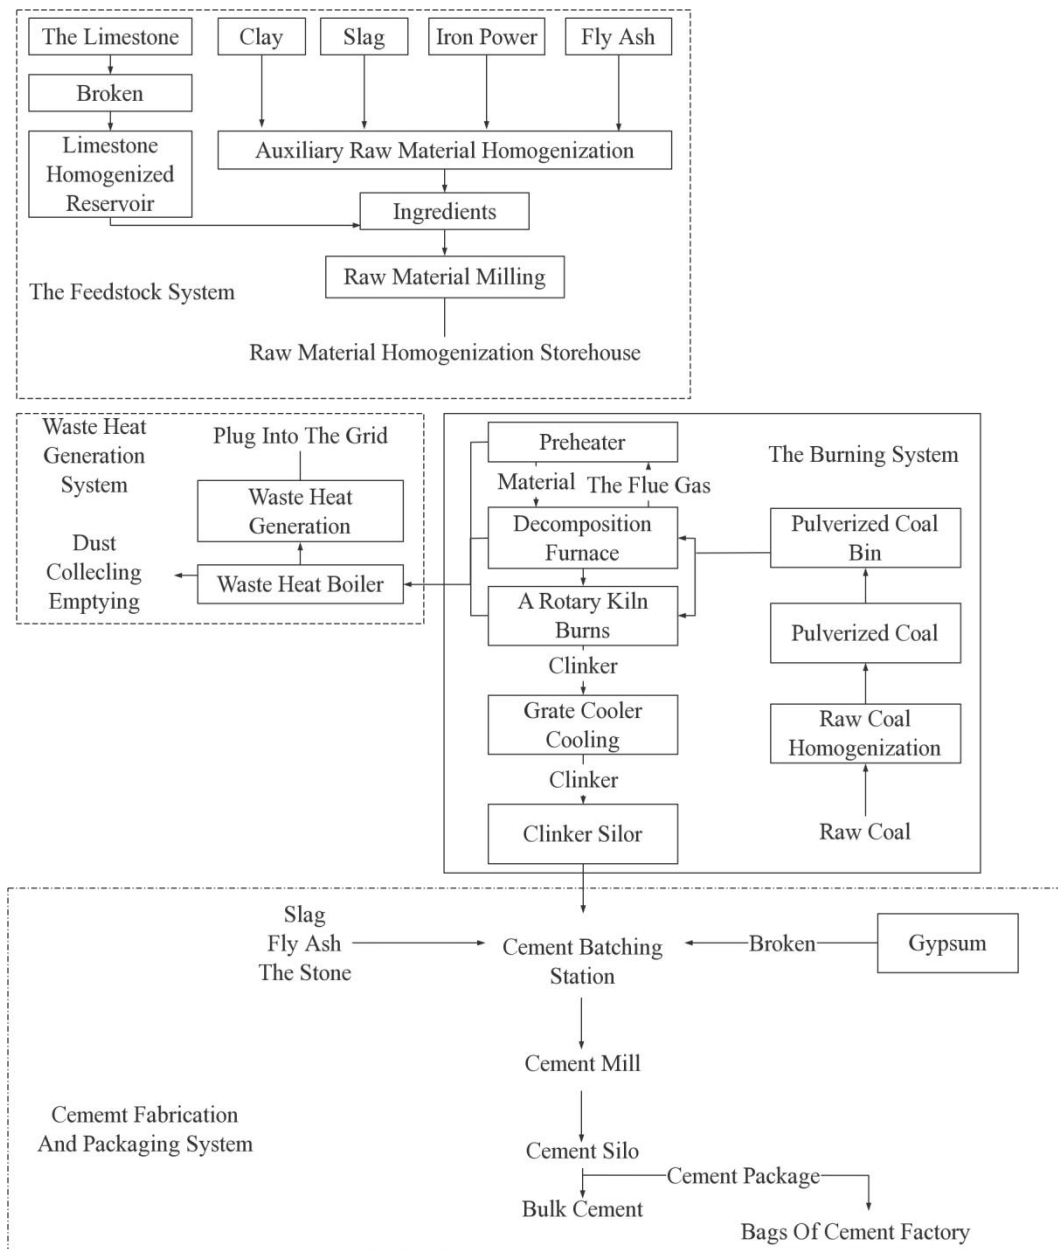 The Limestone
Clay
Slag
Iron Power
Fly Ash
Broken
Limestone
Homogenized
Reservoir
Auxiliary Raw Material Homogenization
Ingredients
Raw Material Milling
The Feedstock System
Raw Material Homogenization Storehouse
Waste Heat
Generation
System
Plug Into The Grid
Waste Heat
Generation
Dust
Collecling
Emptying
Waste Heat Boiler
Preheater
The Burning System
Material
The Flue Gas
Decomposition
Furnace
Pulverized Coal
Bin
A Rotary Kiln
Burns
Pulverized Coal
Clinker
Grate Cooler
Cooling
Raw Coal
Homogenization
Clinker
Clinker Silor
Raw Coal
Slag
Fly Ash
The Stone
Cement Batching
Station
Broken
Gypsum
Cement Mill
Cememt Fabrication
And Packaging System
Cement Silo
Cement Package
Bulk Cement
Bags Of Cement Factory